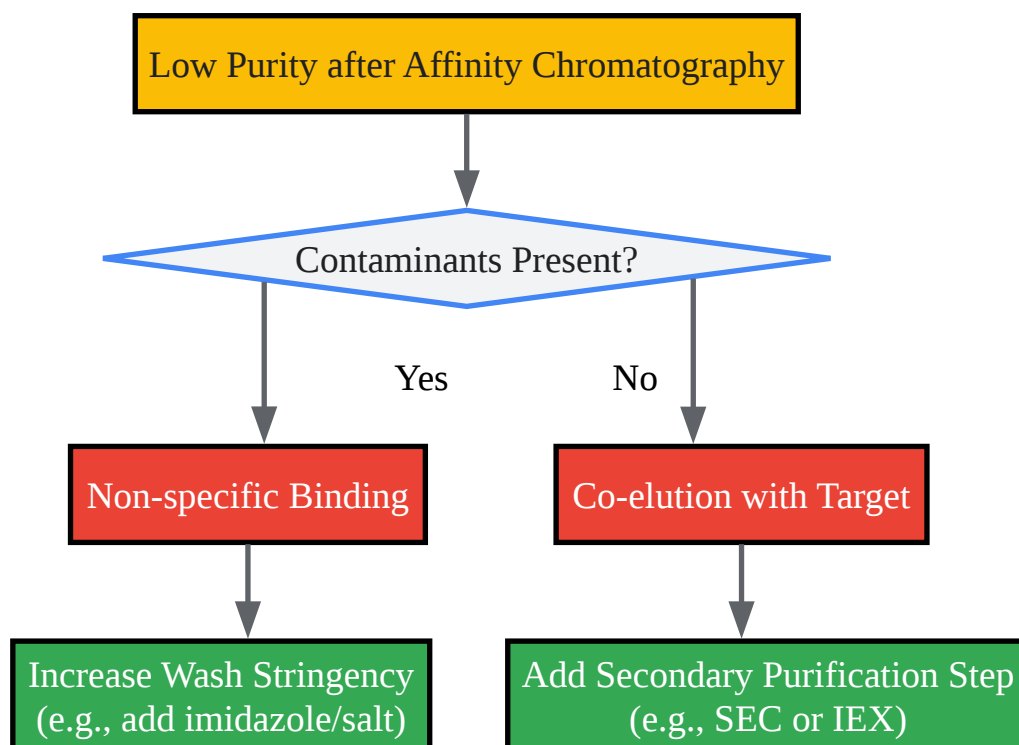 Low Purity after Affinity Chromatography
Contaminants Present?
Yes
No
Non-specific Binding
Co-elution with Target
Increase Wash Stringency
(e.g., add imidazole/salt)
Add Secondary Purification Step
(e.g., SEC or IEX)